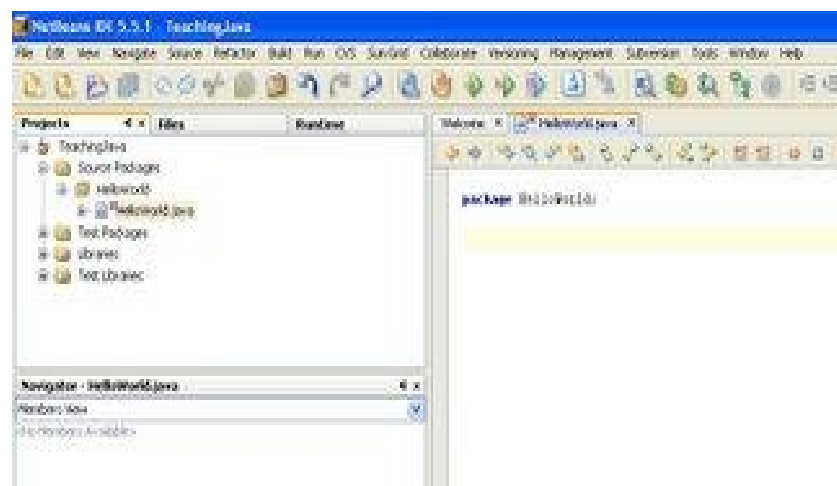 NetBeans IDE 5.5.1 - TeachingJava
File Edit View Navigate Source Refactor Build Run CVS SunGrid Collaborate Versioning Management Subversion Tools Window Help
Projects Files Runtime
TeachingJava
Source Packages
HelloWorld
HelloWorld.java
Test Packages
Libraries
Test Libraries
Navigator - HelloWorld.java
Members View
<No Members Available>
Welcome HelloWorld.java
package HelloWorld;